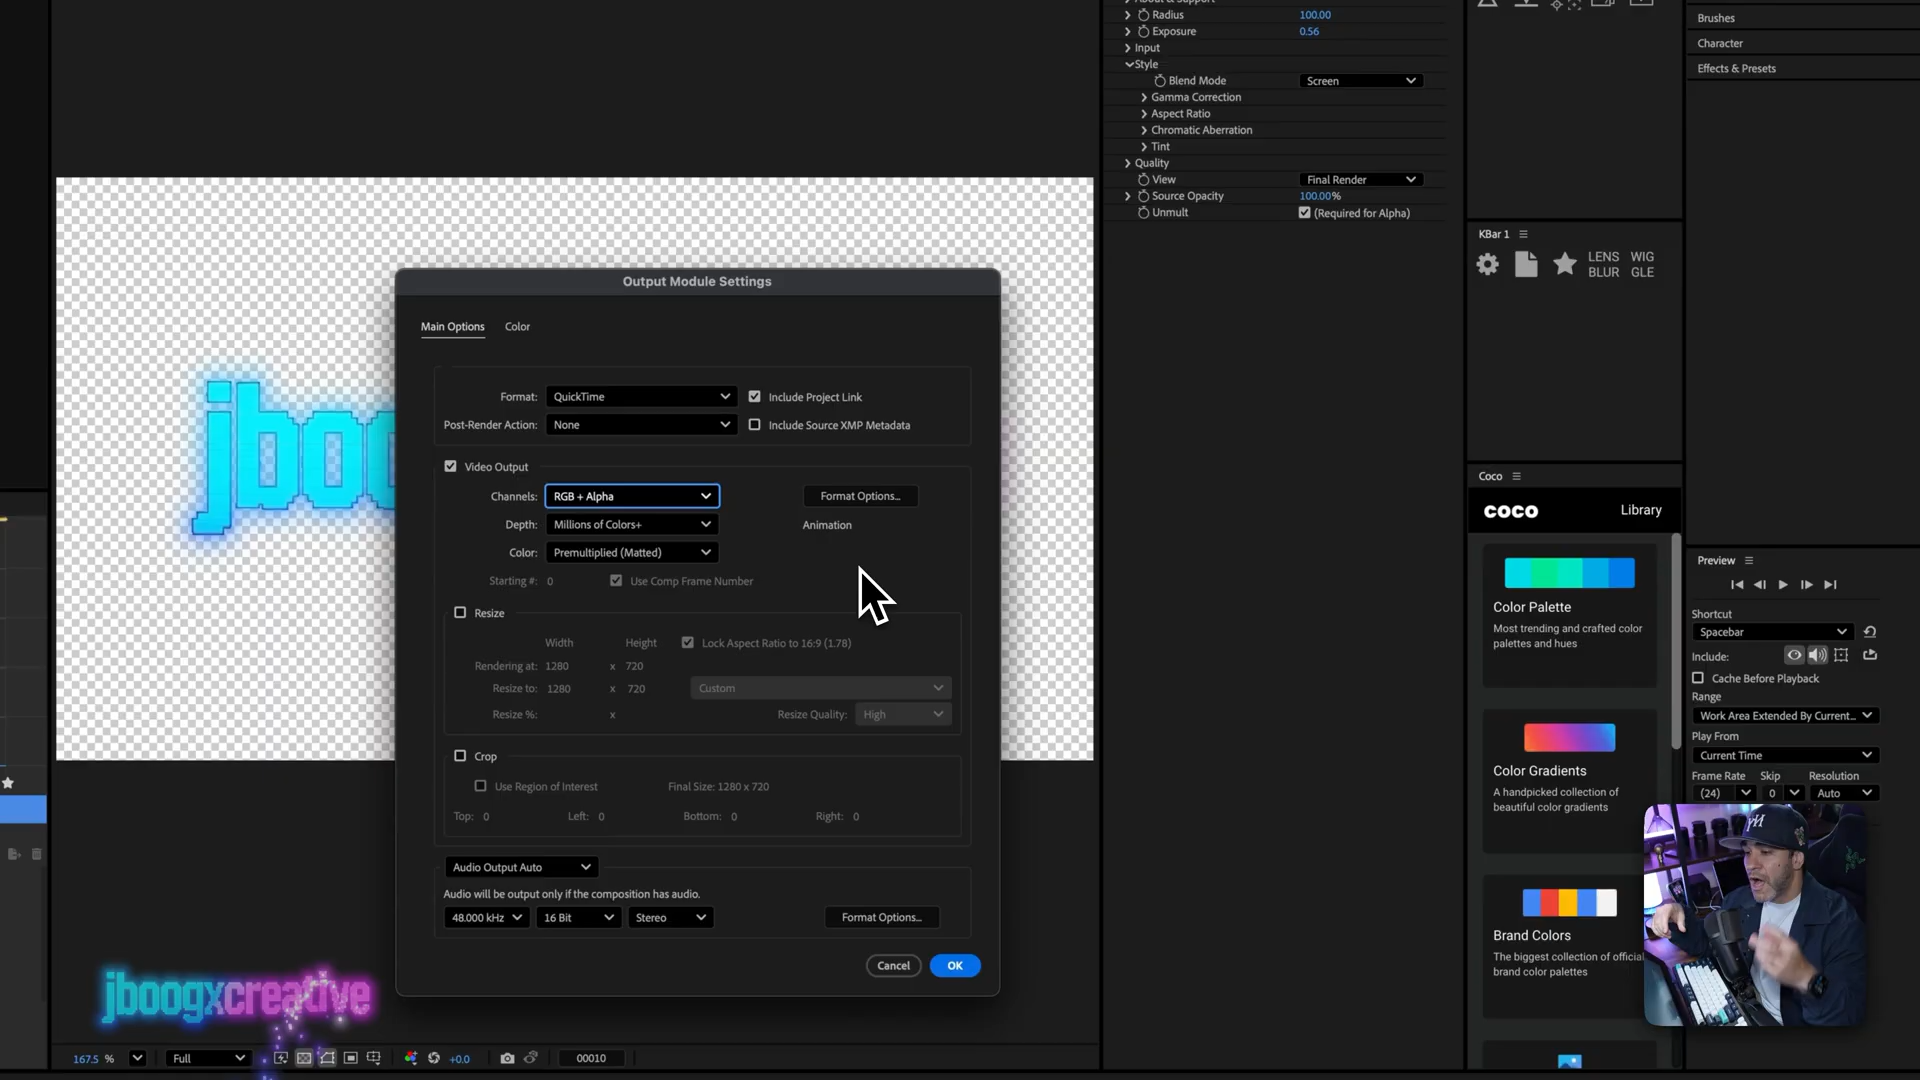 About & Support
Radius 100.00
Exposure 0.56
Input
Style
Blend Mode Screen
Gamma Correction
Aspect Ratio
Chromatic Aberration
Tint
Quality
View Final Render
Source Opacity 100.00%
Unmult (Required for Alpha)
Brushes
Character
Effects & Presets
KBar 1
LENS BLUR
WIG GLE
jboo
Output Module Settings
Main Options Color
Format: QuickTime Include Project Link
Post-Render Action: None Include Source XMP Metadata
Video Output
Channels: RGB + Alpha Format Options...
Depth: Millions of Colors+ Animation
Color: Premultiplied (Matted)
Starting #: 0 Use Comp Frame Number
Resize
Width Height Lock Aspect Ratio to 16:9 (1.78)
Rendering at: 1280 x 720
Resize to: 1280 x 720 Custom
Resize %: x Resize Quality: High
Crop
Use Region of Interest Final Size: 1280 x 720
Top: 0 Left: 0 Bottom: 0 Right: 0
Audio Output Auto
Audio will be output only if the composition has audio.
48.000 kHz 16 Bit Stereo Format Options...
Cancel OK
Coco
coco Library
Color Palette
Most trending and crafted color
palettes and hues
Color Gradients
A handpicked collection of
beautiful color gradients
Brand Colors
The biggest collection of official
brand color palettes
Preview
Shortcut
Spacebar
Include:
Cache Before Playback
Range
Work Area Extended By Current...
Play From
Current Time
Frame Rate Skip Resolution
(24) 0 Auto
jboogxcreative
167.5 % Full +0.0 00010